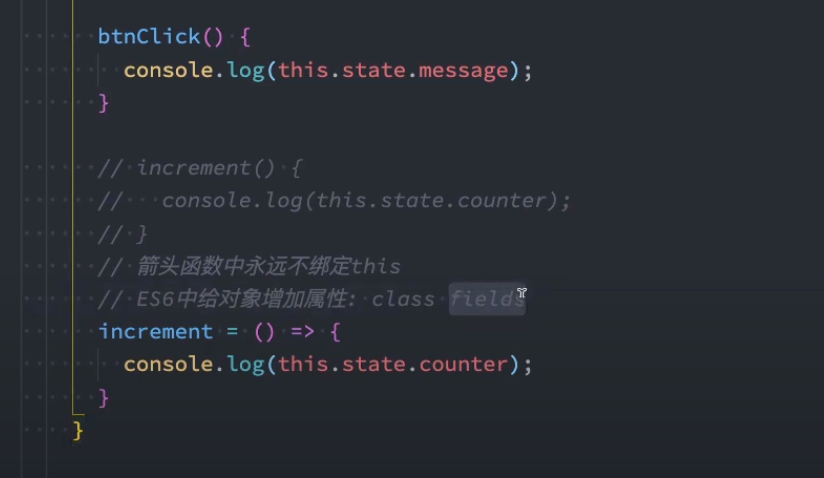 btnClick() {
console.log(this.state.message);
}
// increment() {
//   console.log(this.state.counter);
// }
// 箭头函数中永远不绑定this
// ES6中给对象增加属性: class fields
increment = () => {
console.log(this.state.counter);
}
}